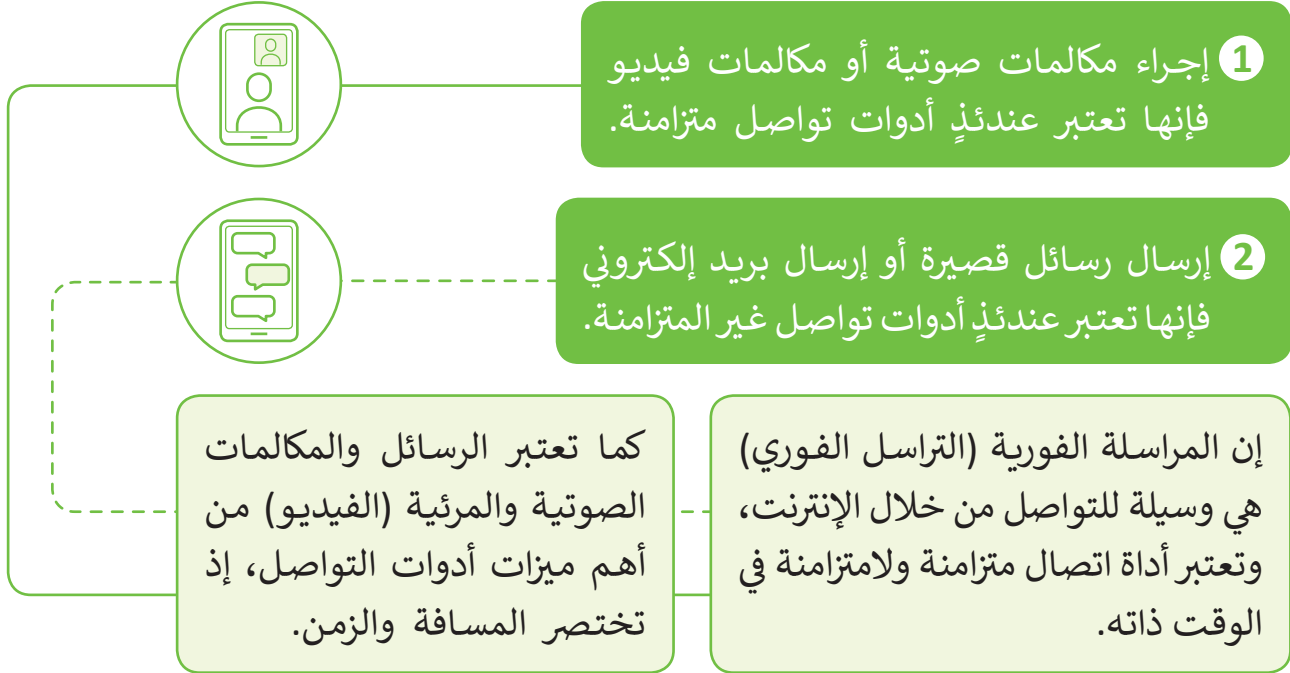 1 إجراء مكالمات صوتية أو مكالمات فيديو
فإنها تعتبر عندئذٍ أدوات تواصل متزامنة.
2 إرسال رسائل قصيرة أو إرسال بريد إلكتروني
فإنها تعتبر عندئذٍ أدوات تواصل غير المتزامنة.
إن المراسلة الفورية (التراسل الفوري)
هي وسيلة للتواصل من خلال الإنترنت،
وتعتبر أداة اتصال متزامنة ولامتزامنة في
الوقت ذاته.
كما تعتبر الرسائل والمكالمات
الصوتية والمرئية (الفيديو) من
أهم ميزات أدوات التواصل، إذ
تختصر المسافة والزمن.